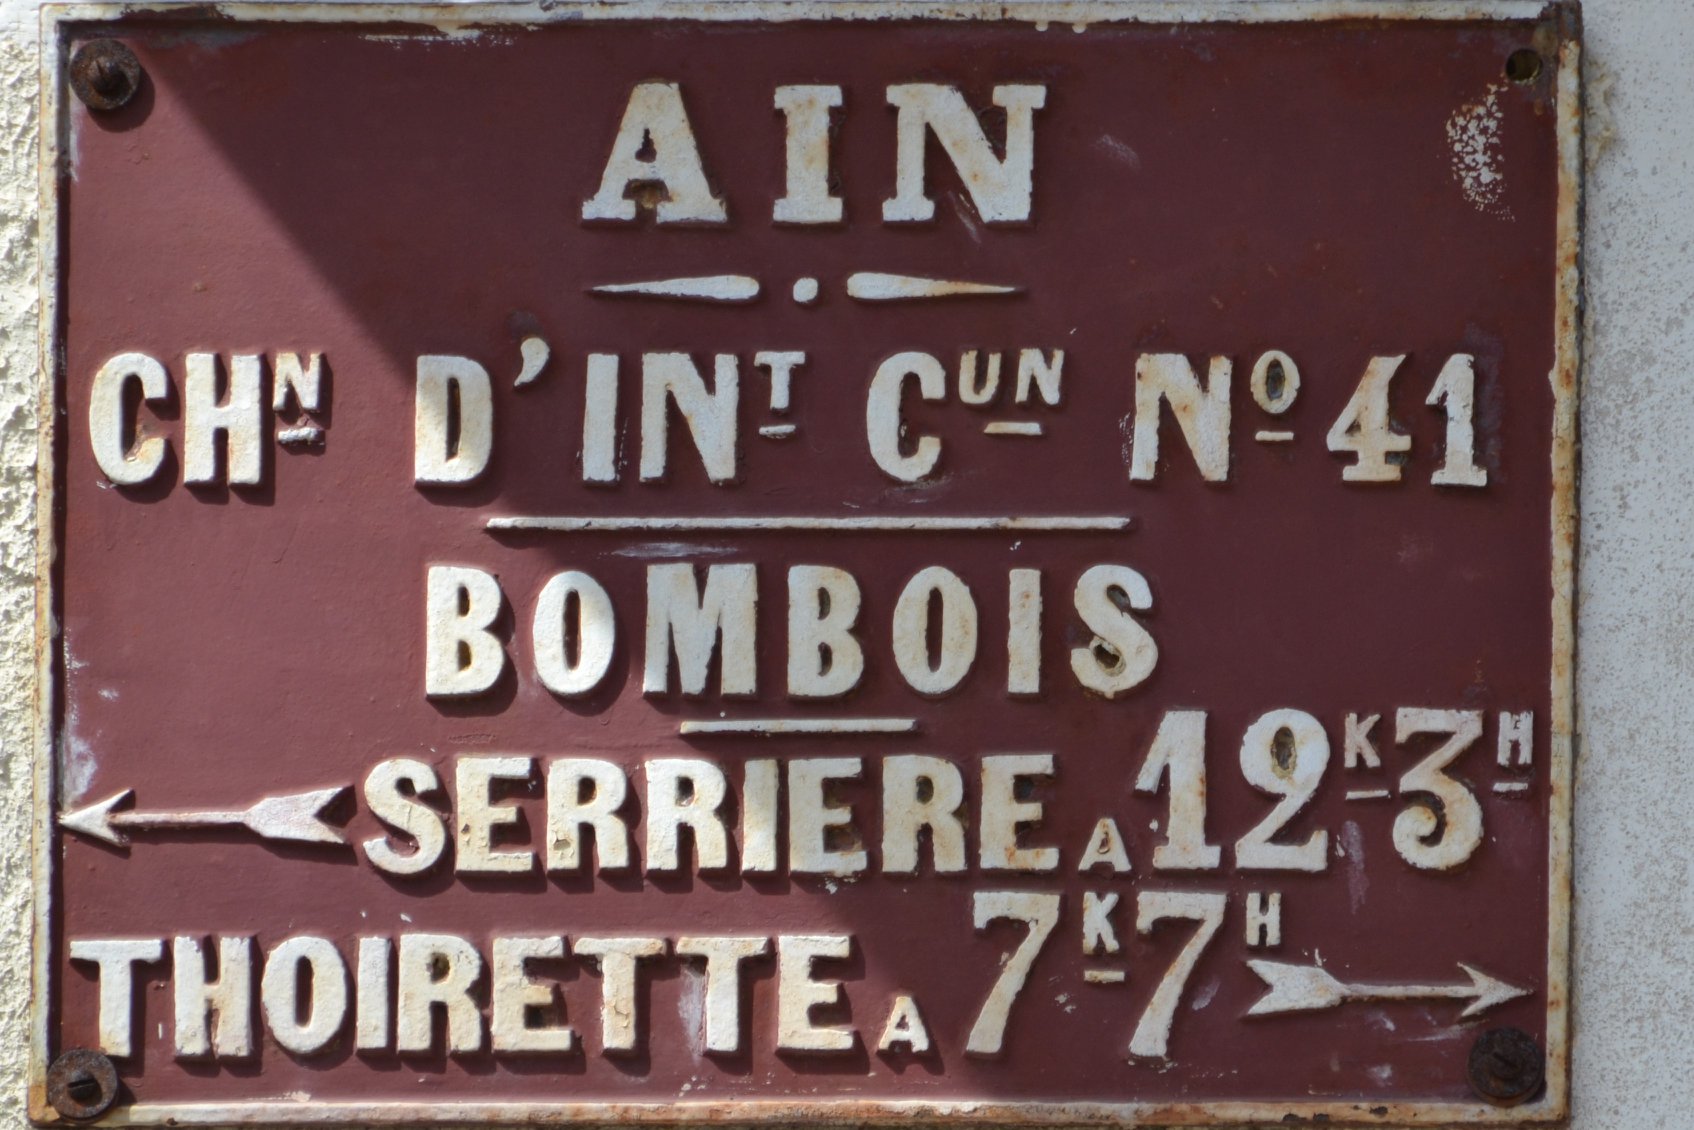 AIN
CHN D'INT CUN No 41
BOMBOIS
SERRIERE A 12K 3H
THOIRETTE A 7K 7H